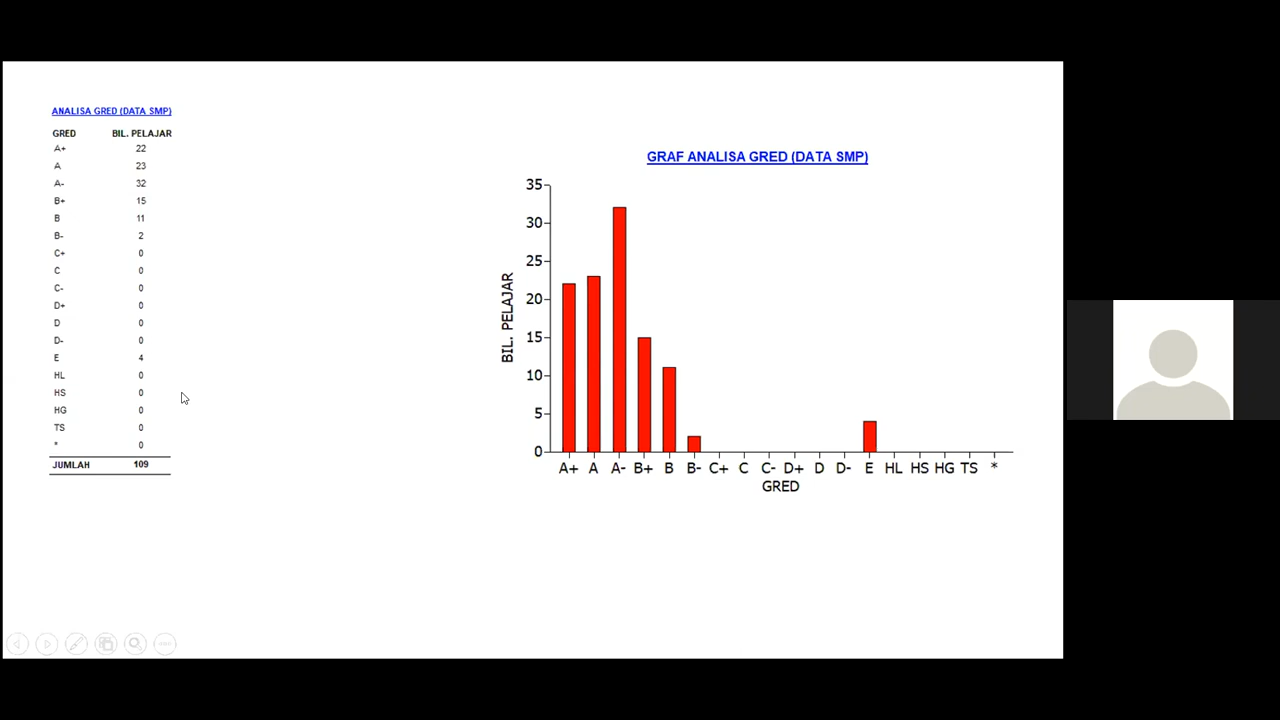 ANALISA GRED (DATA SMP)
GRED BIL. PELAJAR
A+ 22
A 23
A- 32
B+ 15
B 11
B- 2
C+ 0
C 0
C- 0
D+ 0
D 0
D- 0
E 4
HL 0
HS 0
HG 0
TS 0
* 0
JUMLAH 109
GRAF ANALISA GRED (DATA SMP)
35
30
25
20
15
10
5
0
BIL. PELAJAR
A+ A A- B+ B B- C+ C C- D+ D D- E HL HS HG TS *
GRED